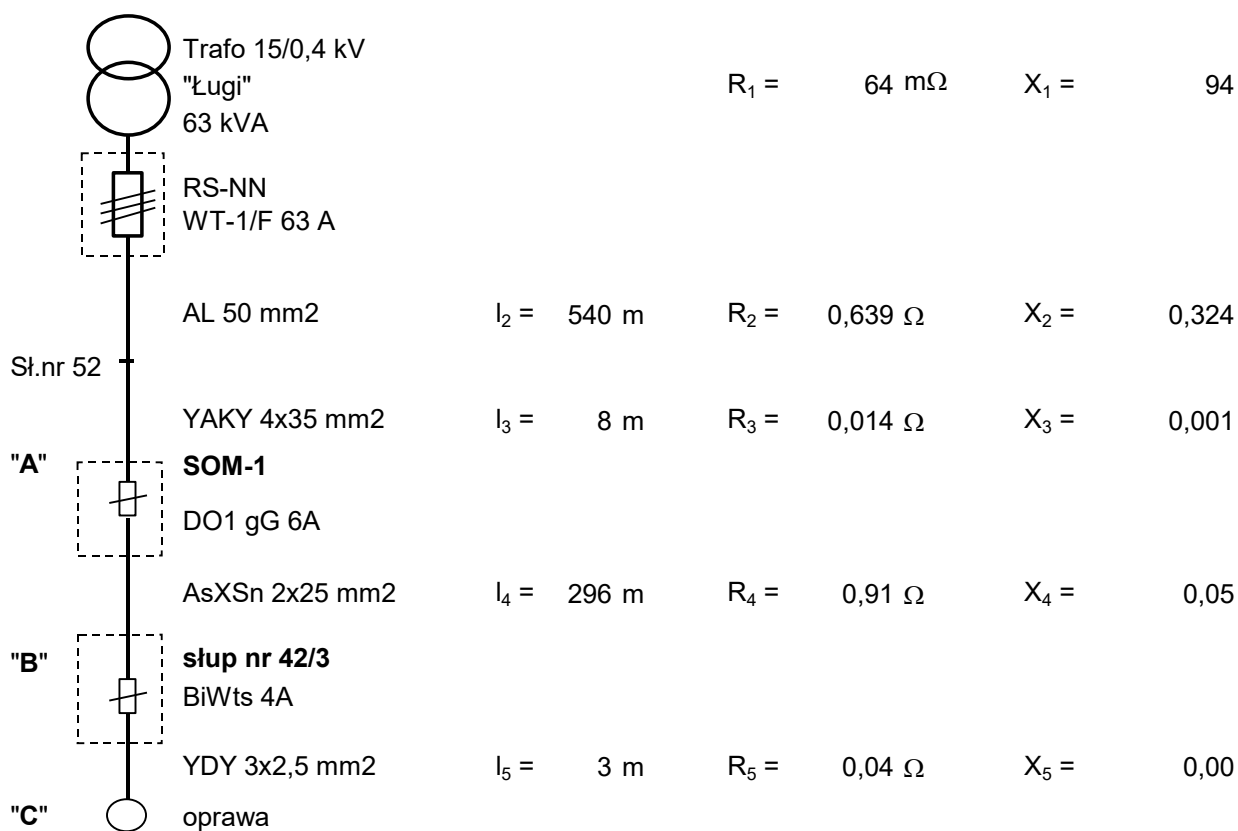 Trafo 15/0,4 kV
"Ługi" R₁ = 64 mΩ X₁ = 94
63 kVA
RS-NN
WT-1/F 63 A
AL 50 mm2 l₂ = 540 m R₂ = 0,639 Ω X₂ = 0,324
Sł.nr 52
YAKY 4x35 mm2 l₃ = 8 m R₃ = 0,014 Ω X₃ = 0,001
"A" SOM-1
DO1 gG 6A
AsXSn 2x25 mm2 l₄ = 296 m R₄ = 0,91 Ω X₄ = 0,05
"B" słup nr 42/3
BiWts 4A
YDY 3x2,5 mm2 l₅ = 3 m R₅ = 0,04 Ω X₅ = 0,00
"C" oprawa